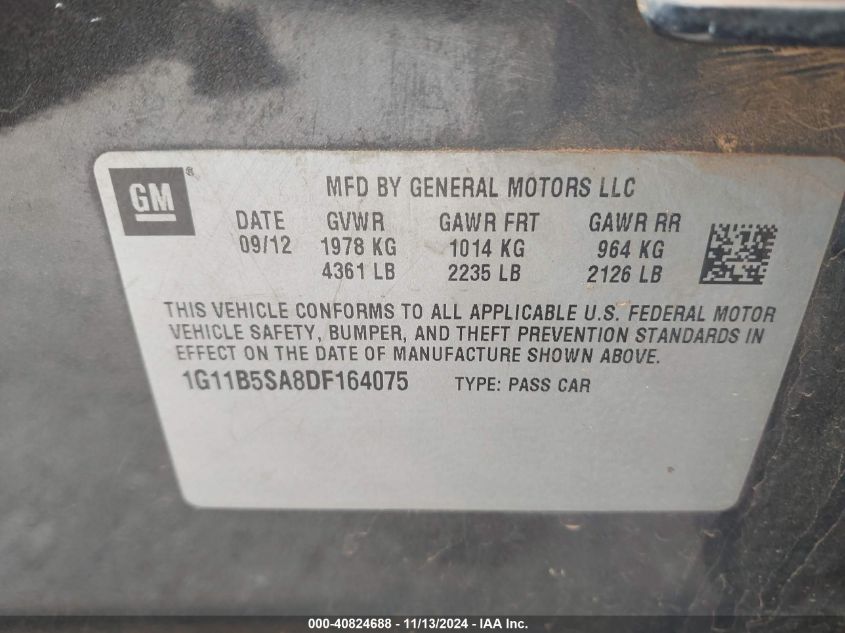 GM®
MFD BY GENERAL MOTORS LLC
DATE GVWR GAWR FRT GAWR RR
09/12 1978 KG 1014 KG 964 KG
4361 LB 2235 LB 2126 LB
THIS VEHICLE CONFORMS TO ALL APPLICABLE U.S. FEDERAL MOTOR
VEHICLE SAFETY, BUMPER, AND THEFT PREVENTION STANDARDS IN
EFFECT ON THE DATE OF MANUFACTURE SHOWN ABOVE.
1G11B5SA8DF164075 TYPE: PASS CAR
000-40824688 - 11/13/2024 - IAA Inc.